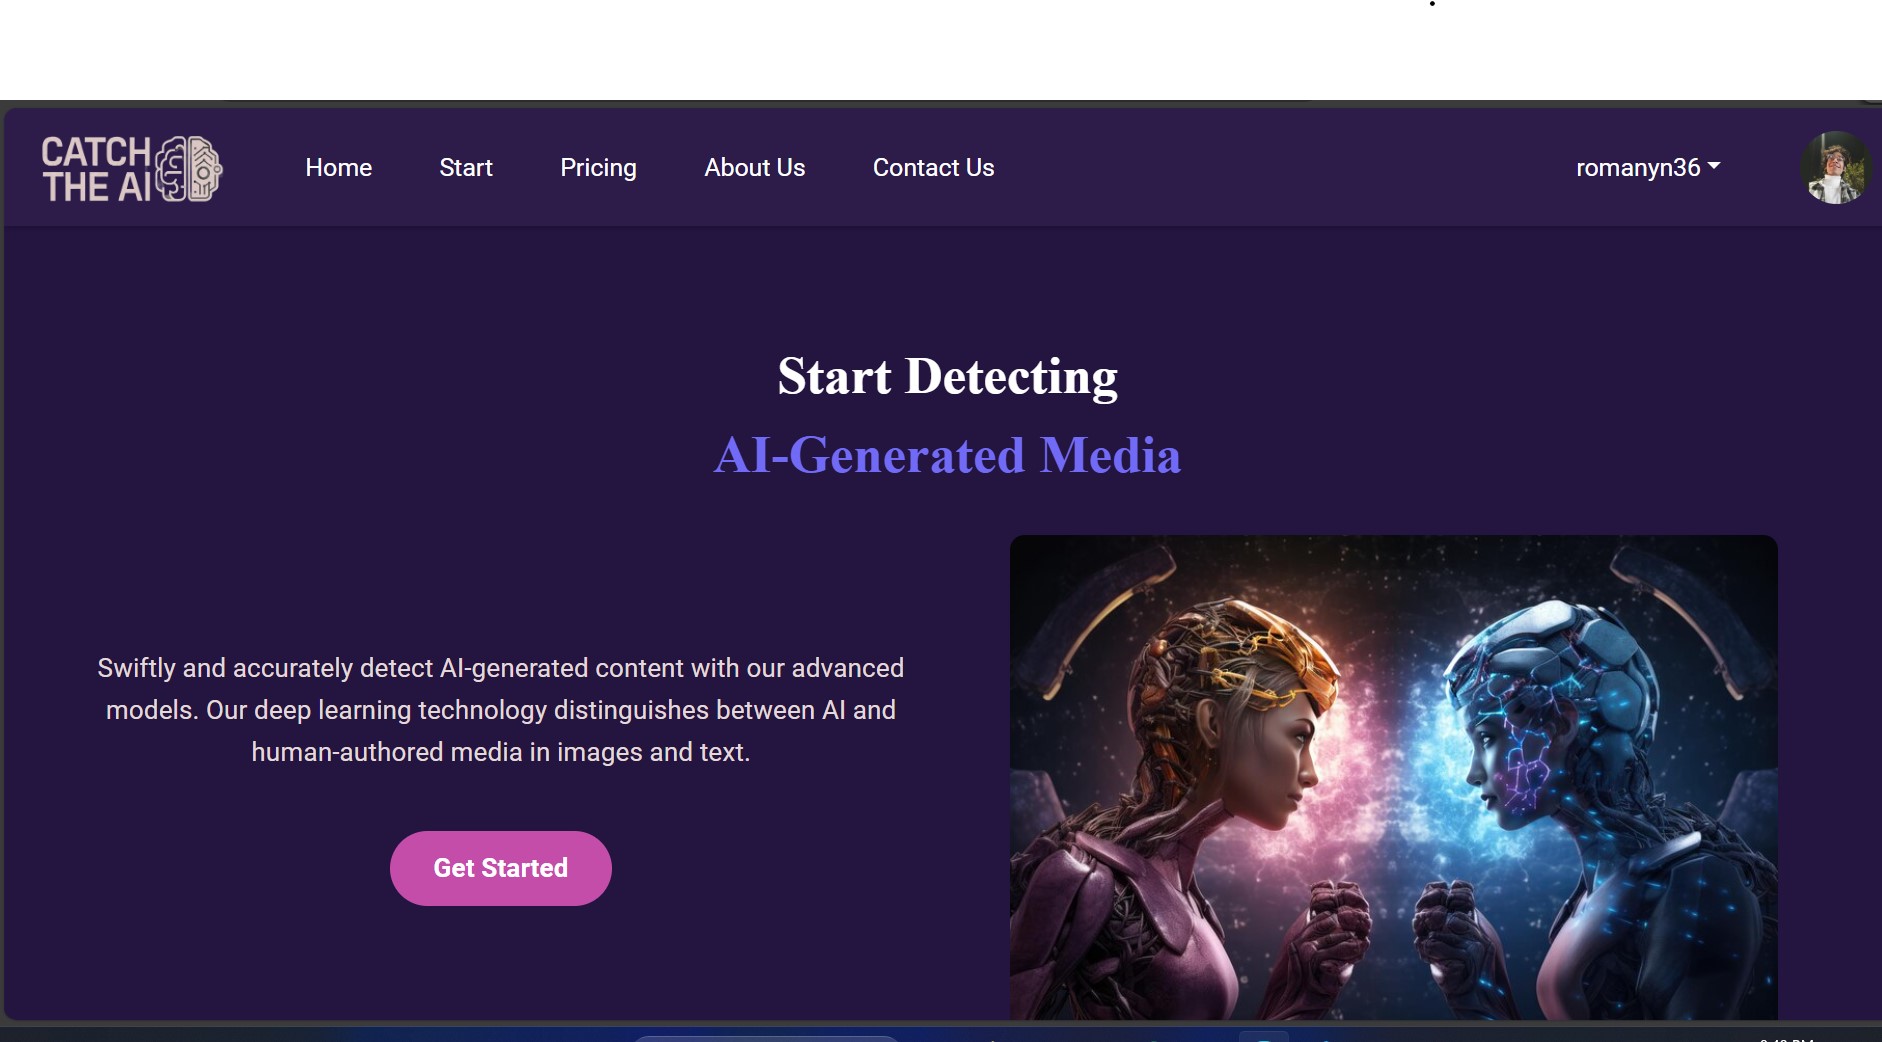 CATCH
THE AI
Home
Start
Pricing
About Us
Contact Us
romanyn36
Start Detecting
AI-Generated Media
Swiftly and accurately detect AI-generated content with our advanced
models. Our deep learning technology distinguishes between AI and
human-authored media in images and text.
Get Started